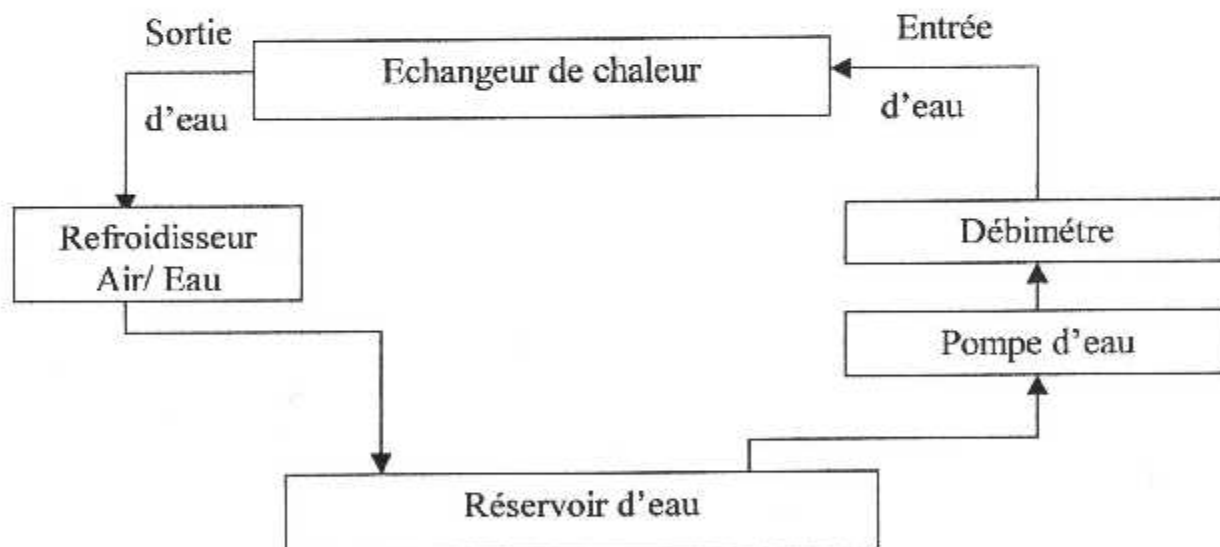 Sortie
Entrée
Echangeur de chaleur
d'eau
d'eau
Refroidisseur
Air/ Eau
Débimétre
Pompe d'eau
Réservoir d'eau